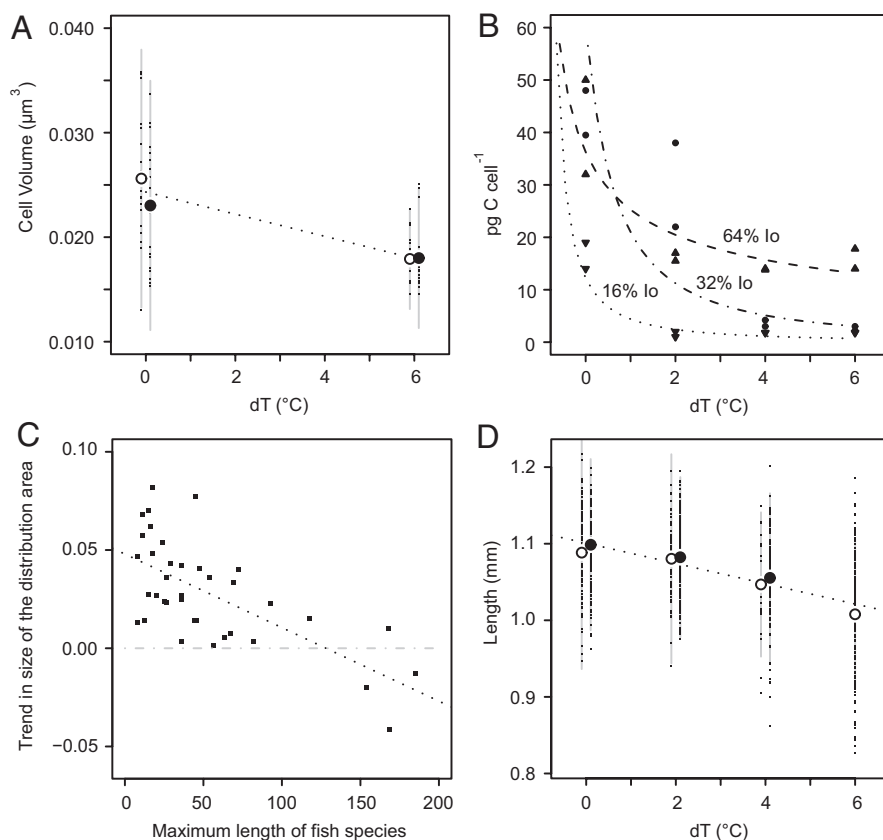 A
Cell Volume (µm³)
0.040
0.030
0.020
0.010
0
2
4
6
dT (°C)
B
pg C cell⁻¹
60
50
40
30
20
10
0
64% Io
32% Io
16% Io
0
2
4
6
dT (°C)
C
Trend in size of the distribution area
0.10
0.05
0.00
−0.05
0
50
100
150
200
Maximum length of fish species
D
Length (mm)
1.2
1.1
1.0
0.9
0.8
0
2
4
6
dT (°C)